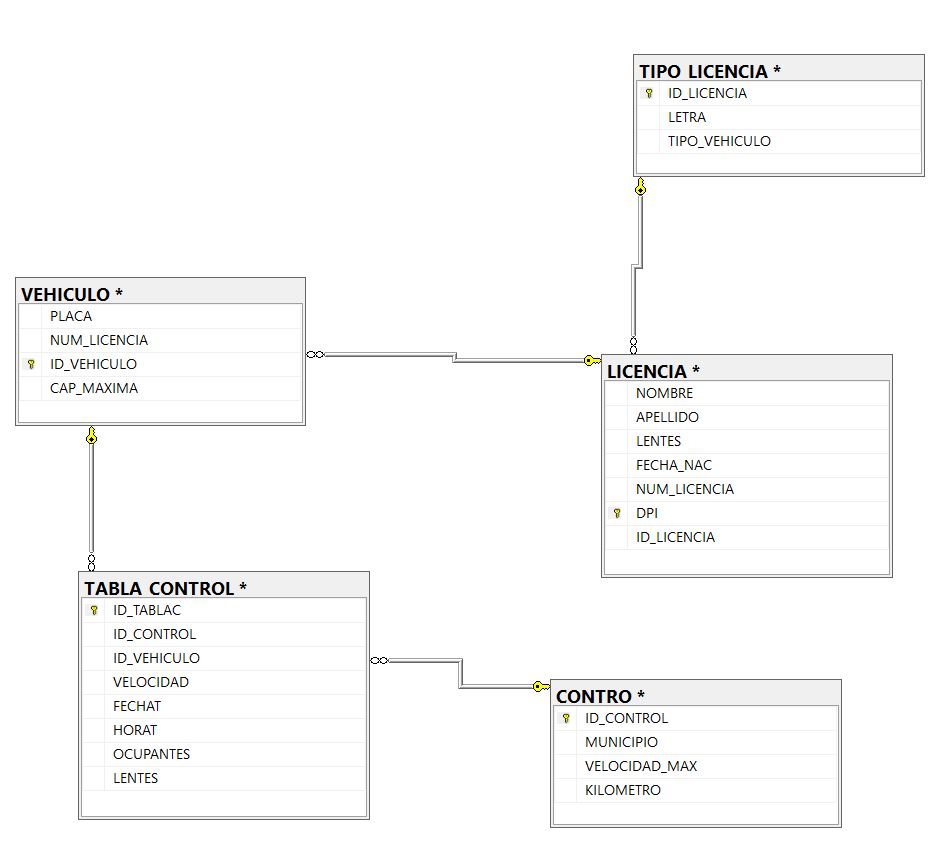 TIPO_LICENCIA *
ID_LICENCIA
LETRA
TIPO_VEHICULO
VEHICULO *
PLACA
NUM_LICENCIA
ID_VEHICULO
CAP_MAXIMA
LICENCIA *
NOMBRE
APELLIDO
LENTES
FECHA_NAC
NUM_LICENCIA
DPI
ID_LICENCIA
TABLA_CONTROL *
ID_TABLAC
ID_CONTROL
ID_VEHICULO
VELOCIDAD
FECHAT
HORAT
OCUPANTES
LENTES
CONTRO *
ID_CONTROL
MUNICIPIO
VELOCIDAD_MAX
KILOMETRO